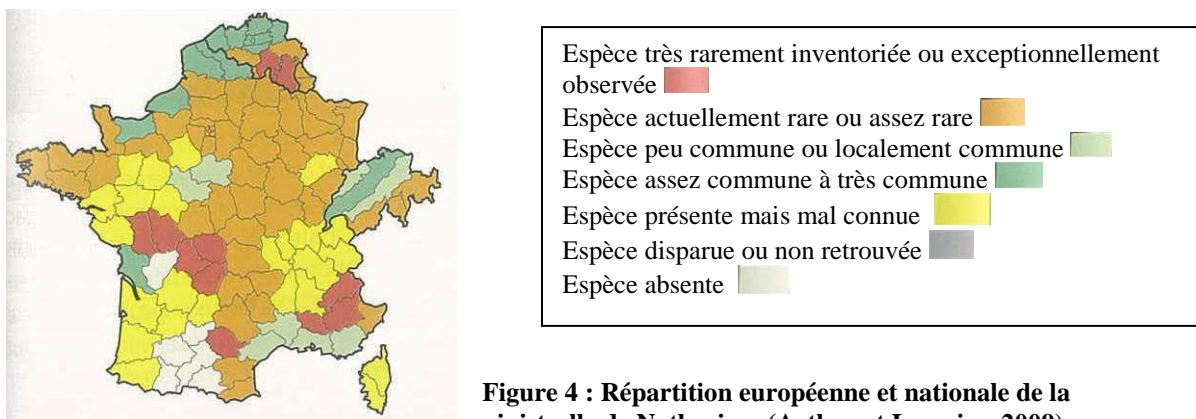 Espèce très rarement inventoriée ou exceptionnellement
observée
Espèce actuellement rare ou assez rare
Espèce peu commune ou localement commune
Espèce assez commune à très commune
Espèce présente mais mal connue
Espèce disparue ou non retrouvée
Espèce absente
Figure 4 : Répartition européenne et nationale de la